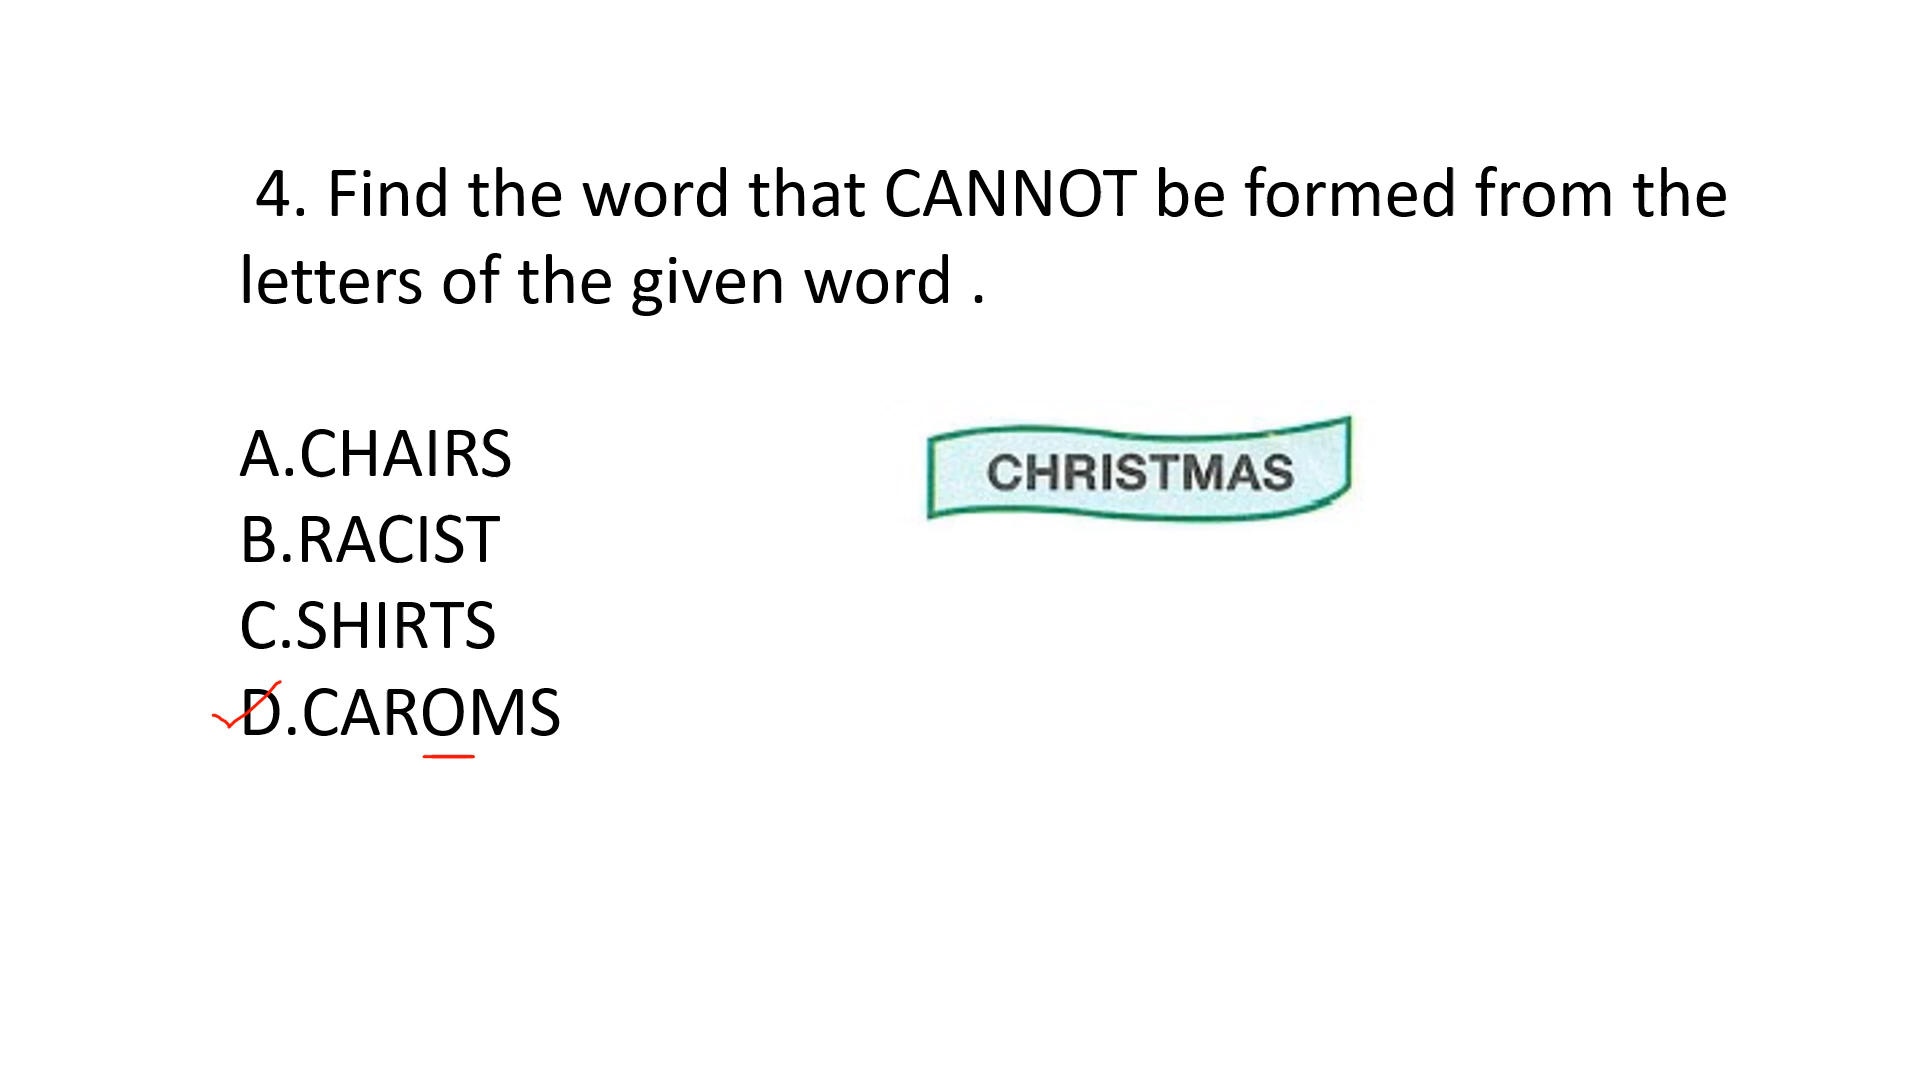 4. Find the word that CANNOT be formed from the
letters of the given word .
A.CHAIRS
CHRISTMAS
B.RACIST
C.SHIRTS
D.CAROMS